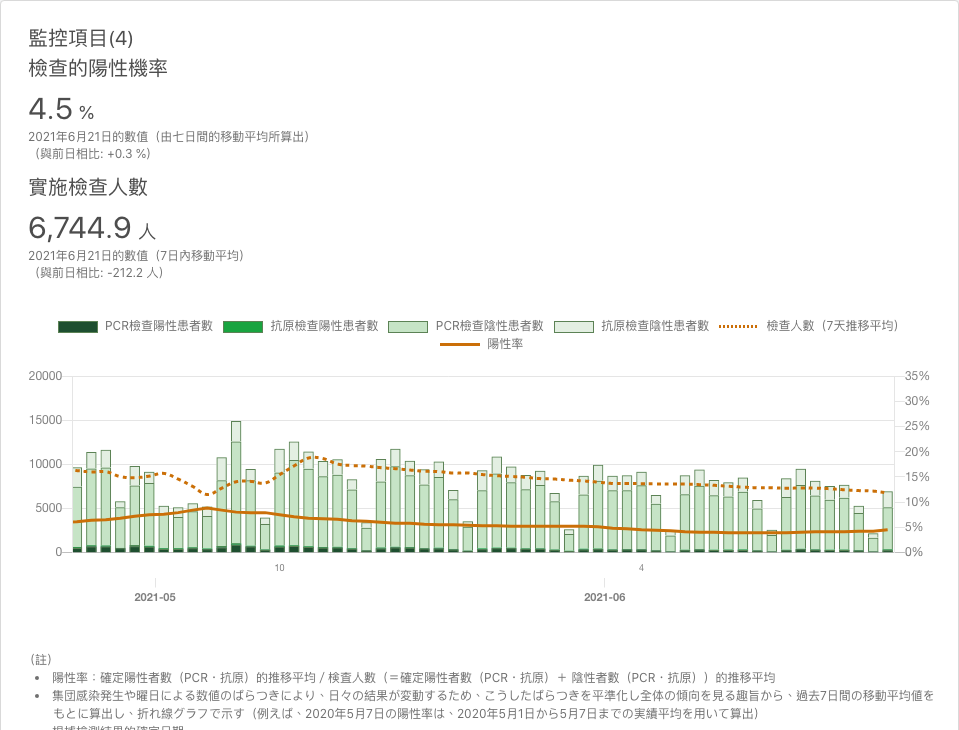 監控項目(4)
檢查的陽性機率
4.5 %
2021年6月21日的數值（由七日間的移動平均所算出）
（與前日相比: +0.3 %）
實施檢查人數
6,744.9 人
2021年6月21日的數值（7日內移動平均）
（與前日相比: -212.2 人）
PCR檢查陽性患者數 抗原檢查陽性患者數 PCR檢查陰性患者數 抗原檢查陰性患者數 檢查人數（7天推移平均）
陽性率
20000 35%
30%
15000 25%
20%
10000 15%
10%
5000 5%
0 0%
10 4
2021-05 2021-06
（註）
• 陽性率：確定陽性者數（PCR・抗原）的推移平均 / 検査人數（＝確定陽性者數（PCR・抗原）＋ 陰性者數（PCR・抗原））的推移平均
• 集団感染発生や曜日による数値のばらつきにより、日々の結果が変動するため、こうしたばらつきを平準化し全体の傾向を見る趣旨から、過去7日間の移動平均値を
もとに算出し、折れ線グラフで示す（例えば、2020年5月7日の陽性率は、2020年5月1日から5月7日までの実績平均を用いて算出）